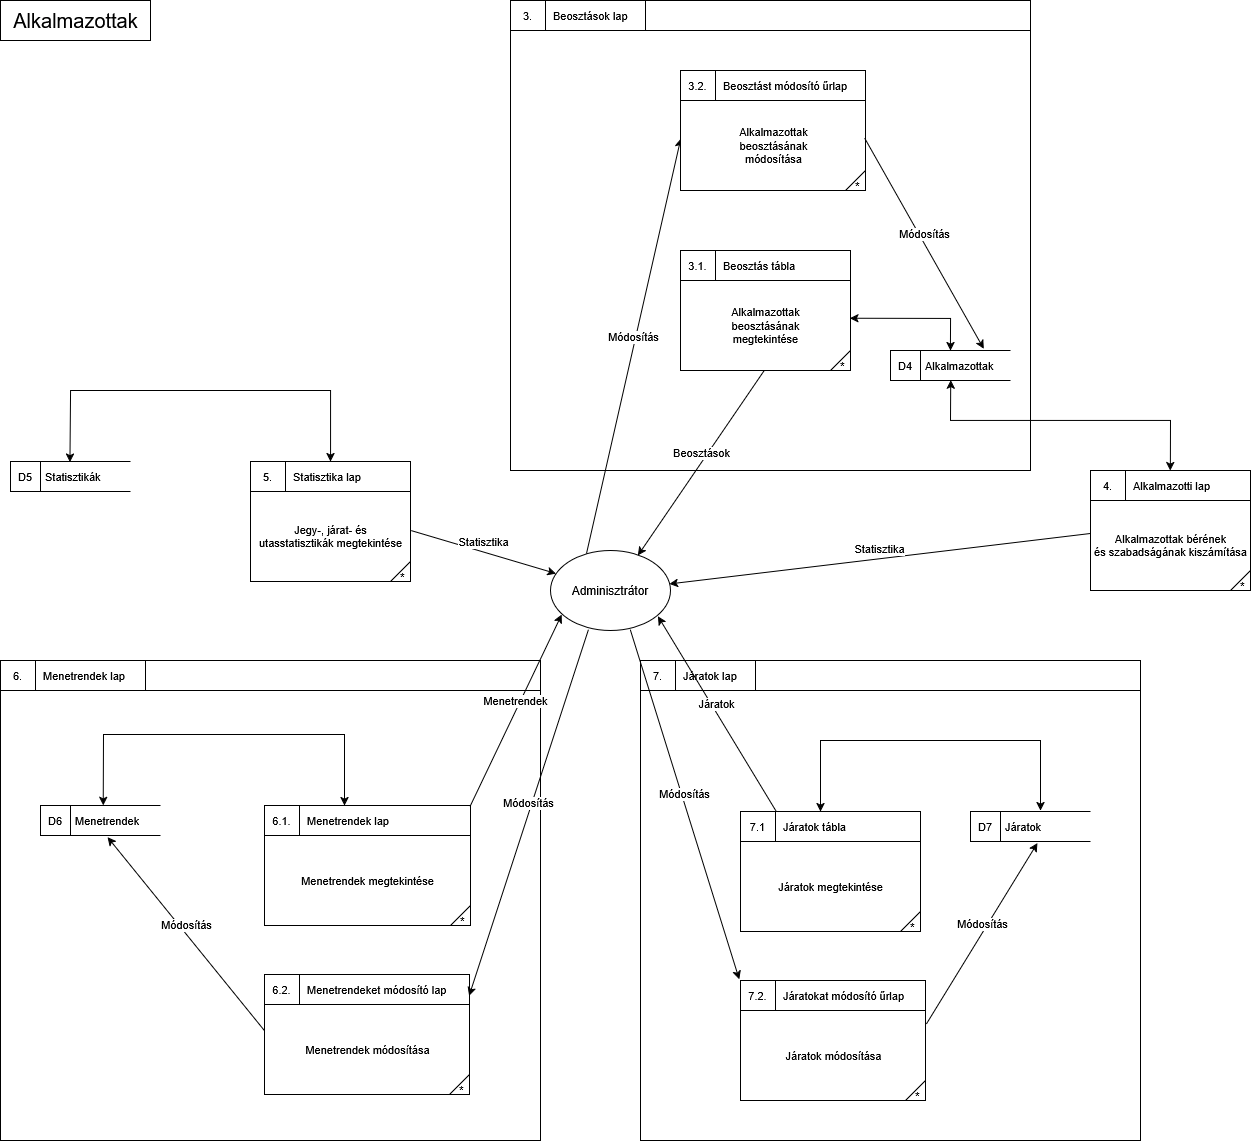 Alkalmazottak
3. Beosztások lap
3.2. Beosztást módosító űrlap
Alkalmazottak
beosztásának
módosítása
*
Módosítás
3.1. Beosztás tábla
Alkalmazottak
beosztásának
megtekintése
*
Módosítás
D4 Alkalmazottak
Beosztások
D5 Statisztikák
5. Statisztika lap
Jegy-, járat- és
utasstatisztikák megtekintése
*
Statisztika
4. Alkalmazotti lap
Alkalmazottak bérének
és szabadságának kiszámítása
*
Statisztika
Adminisztrátor
6. Menetrendek lap
Menetrendek
Módosítás
D6 Menetrendek
6.1. Menetrendek lap
Menetrendek megtekintése
*
Módosítás
6.2. Menetrendeket módosító lap
Menetrendek módosítása
*
7. Járatok lap
Járatok
Módosítás
7.1 Járatok tábla
Járatok megtekintése
*
D7 Járatok
Módosítás
7.2. Járatokat módosító űrlap
Járatok módosítása
*